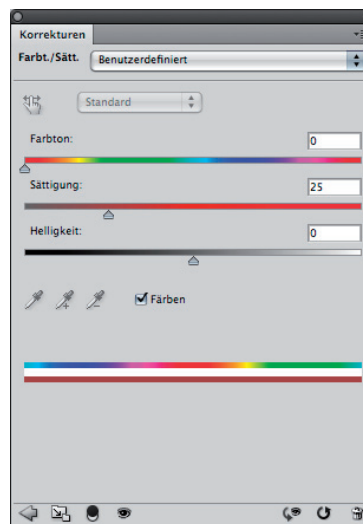 Korrekturen
Farbt./Sätt. Benutzerdefiniert
Standard
Farbton: 0
Sättigung: 25
Helligkeit: 0
Färben